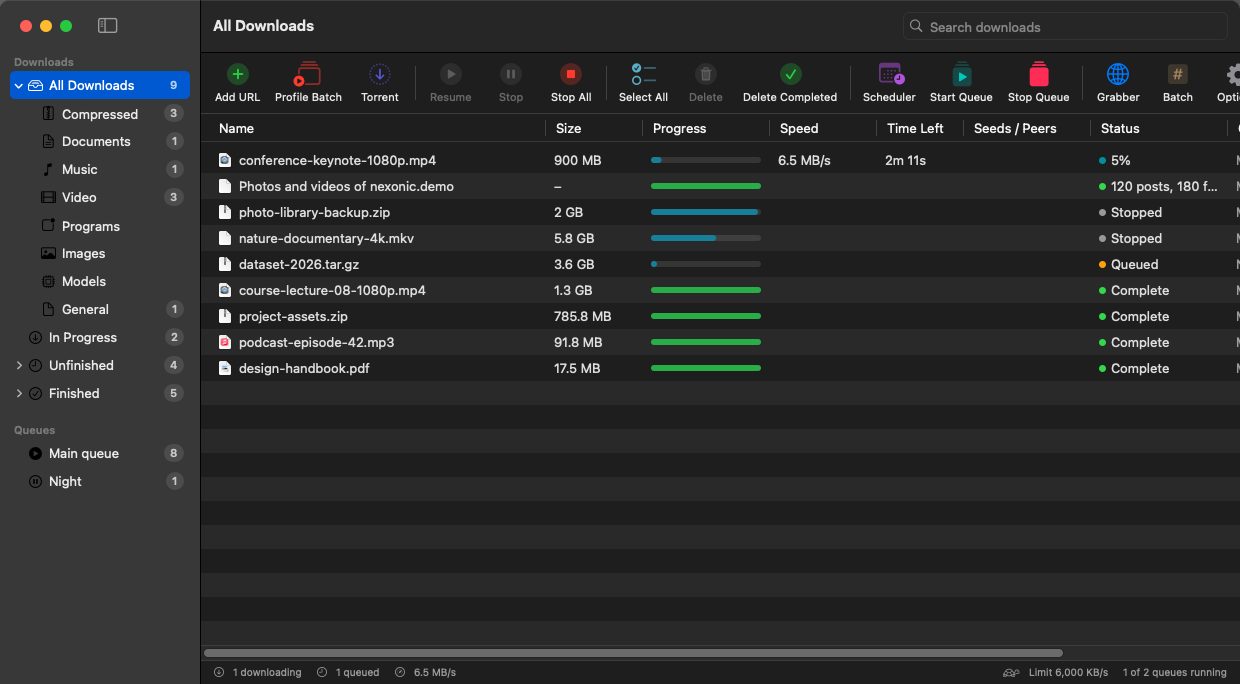 All Downloads
Search downloads
Downloads
All Downloads 9
Compressed 3
Documents 1
Music 1
Video 3
Programs
Images
Models
General 1
In Progress 2
Unfinished 4
Finished 5
Queues
Main queue 8
Night 1
Add URL Profile Batch Torrent Resume Stop Stop All Select All Delete Delete Completed Scheduler Start Queue Stop Queue Grabber Batch Opti
Name Size Progress Speed Time Left Seeds / Peers Status
conference-keynote-1080p.mp4 900 MB 6.5 MB/s 2m 11s 5%
Photos and videos of nexonic.demo – 120 posts, 180 f...
photo-library-backup.zip 2 GB Stopped
nature-documentary-4k.mkv 5.8 GB Stopped
dataset-2026.tar.gz 3.6 GB Queued
course-lecture-08-1080p.mp4 1.3 GB Complete
project-assets.zip 785.8 MB Complete
podcast-episode-42.mp3 91.8 MB Complete
design-handbook.pdf 17.5 MB Complete
1 downloading 1 queued 6.5 MB/s Limit 6,000 KB/s 1 of 2 queues running